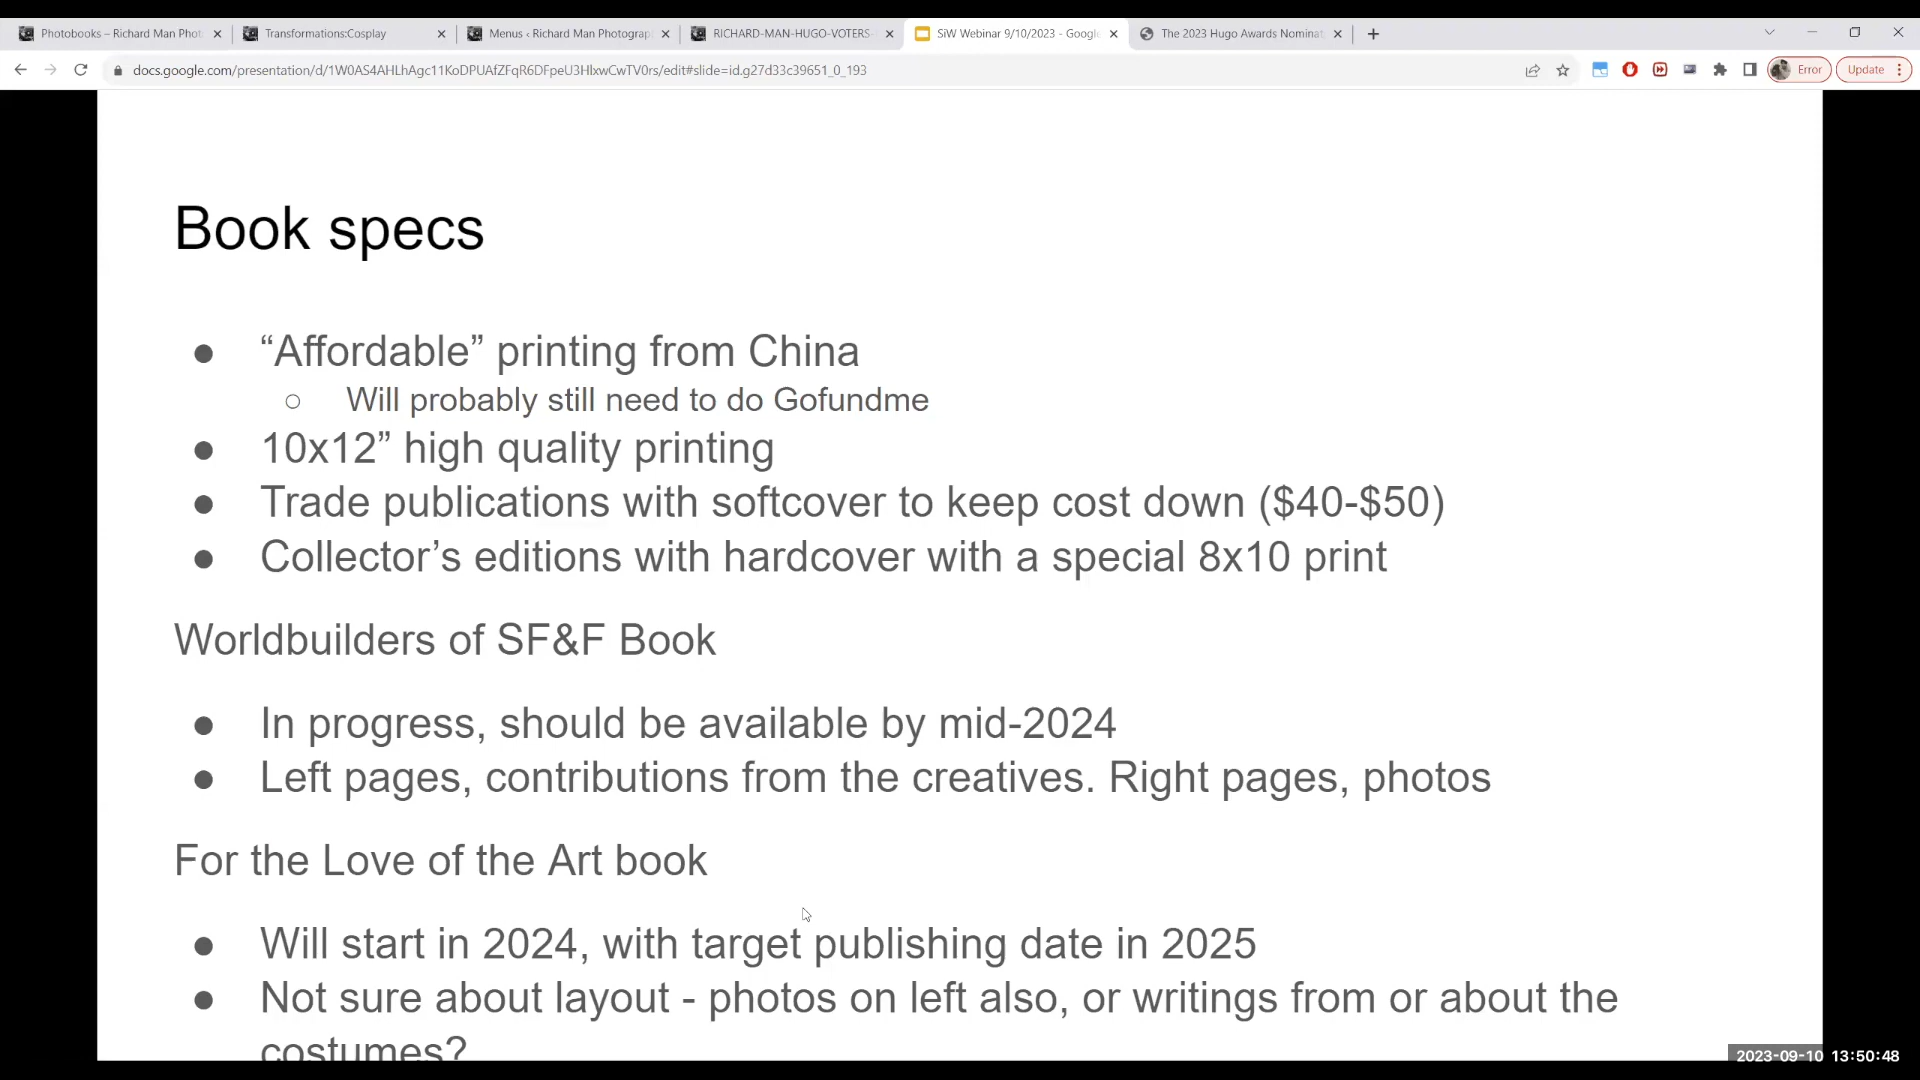 Photobooks – Richard Man Phot
Transformations:Cosplay
Menus ‹ Richard Man Photograp
RICHARD-MAN-HUGO-VOTERS-
SiW Webinar 9/10/2023 - Google
The 2023 Hugo Awards Nominat
docs.google.com/presentation/d/1W0AS4AHLhAgc11KoDPUAfZFqR6DFpeU3HIxwCwTV0rs/edit#slide=id.g27d33c39651_0_193
Error
Update
Book specs
● “Affordable” printing from China
○ Will probably still need to do Gofundme
● 10x12” high quality printing
● Trade publications with softcover to keep cost down ($40-$50)
● Collector’s editions with hardcover with a special 8x10 print
Worldbuilders of SF&F Book
● In progress, should be available by mid-2024
● Left pages, contributions from the creatives. Right pages, photos
For the Love of the Art book
● Will start in 2024, with target publishing date in 2025
● Not sure about layout - photos on left also, or writings from or about the
costumes?
2023-09-10 13:50:48